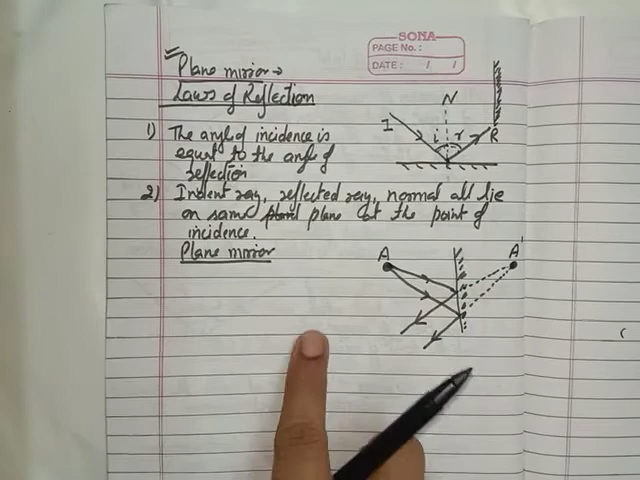 SONA
PAGE No.:
DATE: / /
Plane mirror→
Laws of Reflection
N
I
i r
R
1) The angle of incidence is
equal to the angle of
reflection
2) Indent ray, reflected ray, normal all lie
on same plane at the point of
incidence.
Plane mirror
A
A'